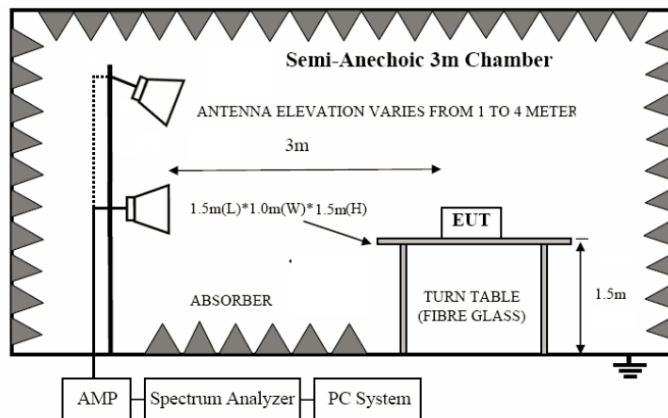 Semi-Anechoic 3m Chamber
ANTENNA ELEVATION VARIES FROM 1 TO 4 METER
3m
1.5m(L)*1.0m(W)*1.5m(H)
EUT
ABSORBER
TURN TABLE
(FIBRE GLASS)
1.5m
AMP
Spectrum Analyzer
PC System